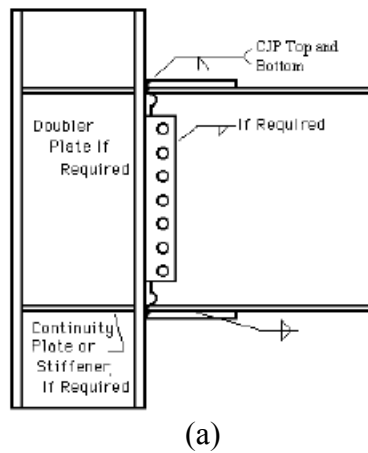 CJP Top and
Bottom
Doubler
Plate if
Required
If Required
Continuity
Plate or
Stiffener
If Required
(a)